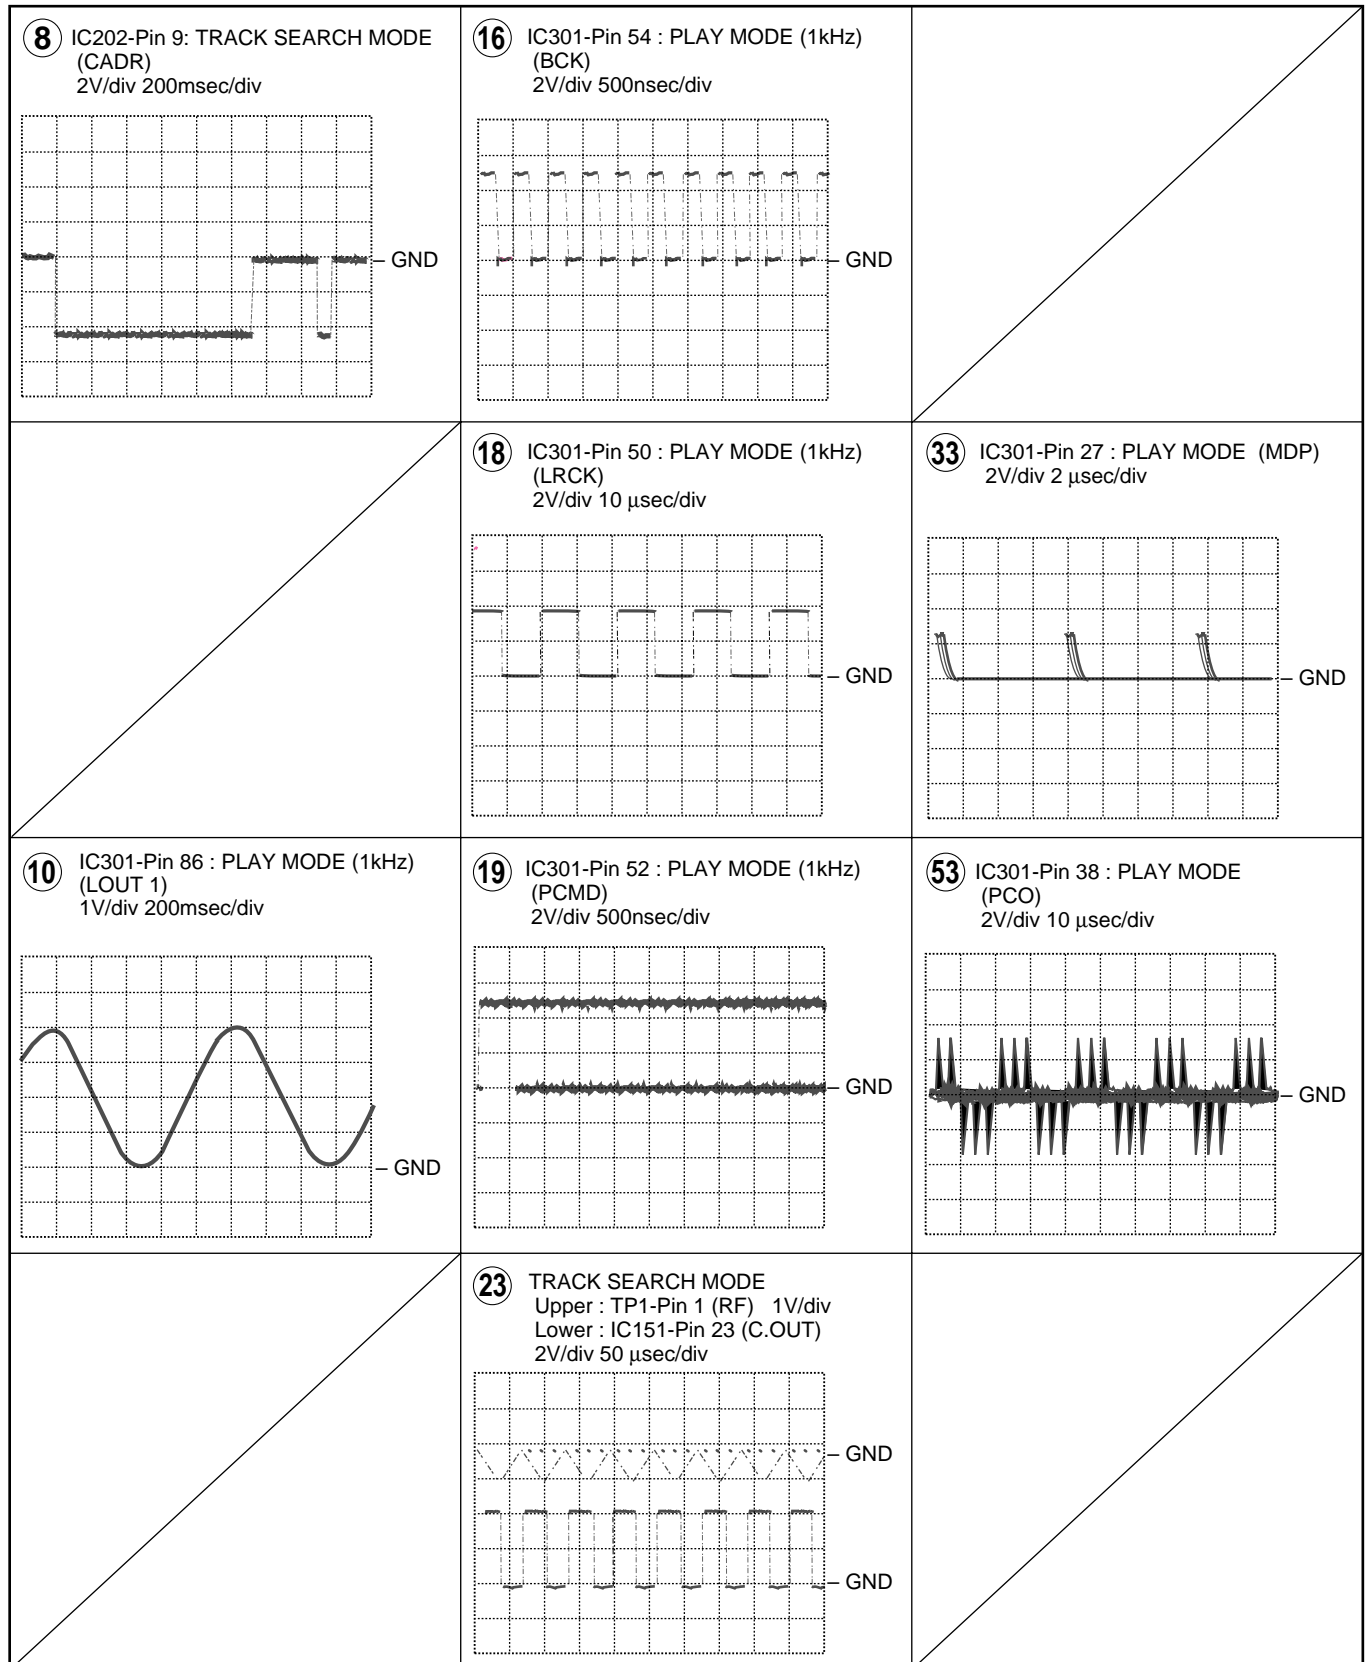 8 IC202-Pin 9: TRACK SEARCH MODE
(CADR)
2V/div 200msec/div
– GND
16 IC301-Pin 54 : PLAY MODE (1kHz)
(BCK)
2V/div 500nsec/div
– GND
18 IC301-Pin 50 : PLAY MODE (1kHz)
(LRCK)
2V/div 10 µsec/div
– GND
33 IC301-Pin 27 : PLAY MODE (MDP)
2V/div 2 µsec/div
– GND
10 IC301-Pin 86 : PLAY MODE (1kHz)
(LOUT 1)
1V/div 200msec/div
– GND
19 IC301-Pin 52 : PLAY MODE (1kHz)
(PCMD)
2V/div 500nsec/div
– GND
53 IC301-Pin 38 : PLAY MODE
(PCO)
2V/div 10 µsec/div
– GND
23 TRACK SEARCH MODE
Upper : TP1-Pin 1 (RF) 1V/div
Lower : IC151-Pin 23 (C.OUT)
2V/div 50 µsec/div
– GND
– GND